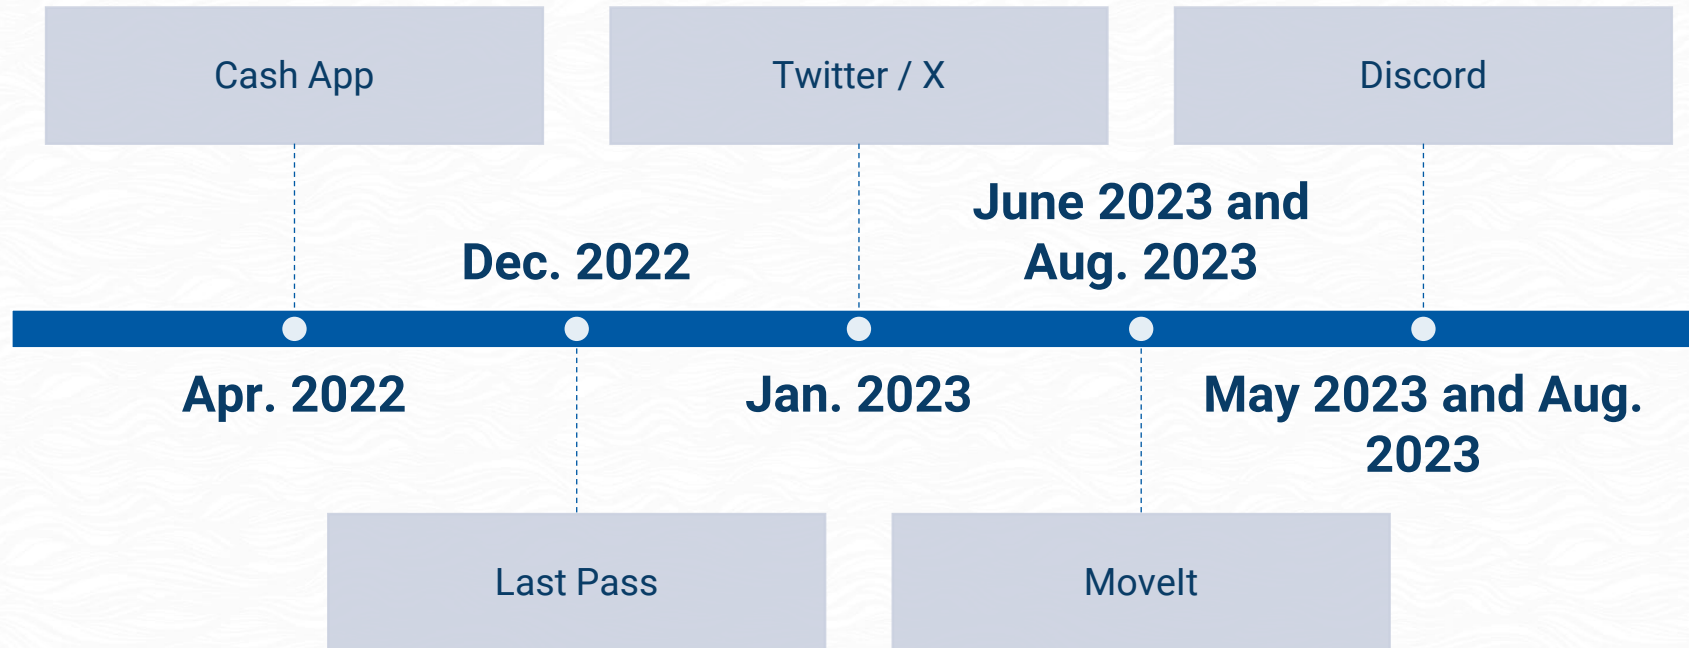 Cash App
Twitter / X
Discord
June 2023 and
Aug. 2023
Dec. 2022
Apr. 2022
Jan. 2023
May 2023 and Aug.
2023
Last Pass
MoveIt